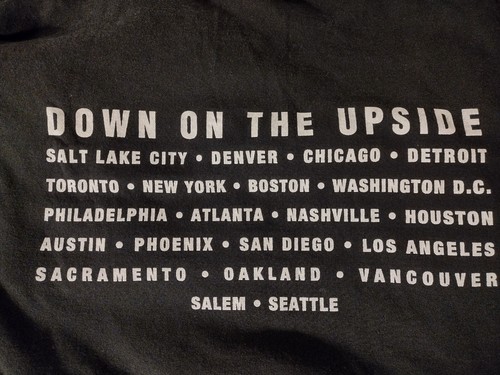 DOWN ON THE UPSIDE
SALT LAKE CITY • DENVER • CHICAGO • DETROIT
TORONTO • NEW YORK • BOSTON • WASHINGTON D.C.
PHILADELPHIA • ATLANTA • NASHVILLE • HOUSTON
AUSTIN • PHOENIX • SAN DIEGO • LOS ANGELES
SACRAMENTO • OAKLAND • VANCOUVER
SALEM • SEATTLE